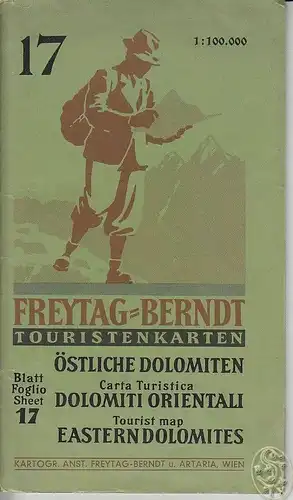 17
1:100.000
FREYTAG=BERNDT
TOURISTENKARTEN
ÖSTLICHE DOLOMITEN
Blatt
Foglio
Sheet
17
Carta Turistica
DOLOMITI ORIENTALI
Tourist map
EASTERN DOLOMITES
KARTOGR. ANST. FREYTAG-BERNDT u. ARTARIA, WIEN